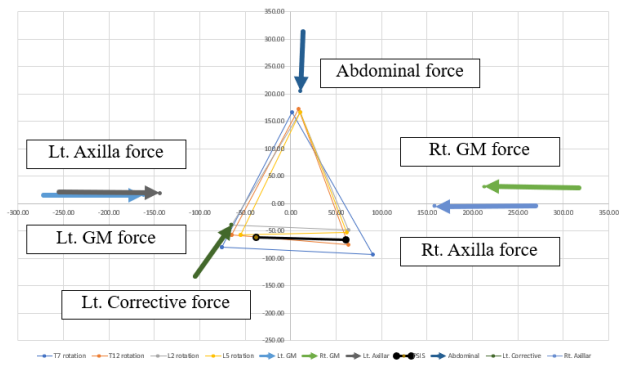 350.00
300.00
250.00
200.00
150.00
100.00
50.00
0.00
-300.00 -250.00 -200.00 -150.00 -100.00 -50.00 0.00 50.00 100.00 150.00 200.00 250.00 300.00 350.00
-50.00
-100.00
-150.00
-200.00
-250.00
Abdominal force
Lt. Axilla force
Rt. GM force
Lt. GM force
Rt. Axilla force
Lt. Corrective force
T7 rotation T12 rotation L2 rotation L5 rotation Lt. GM Rt. GM Lt. Axillar PSIS Abdominal Lt. Corrective Rt. Axillar